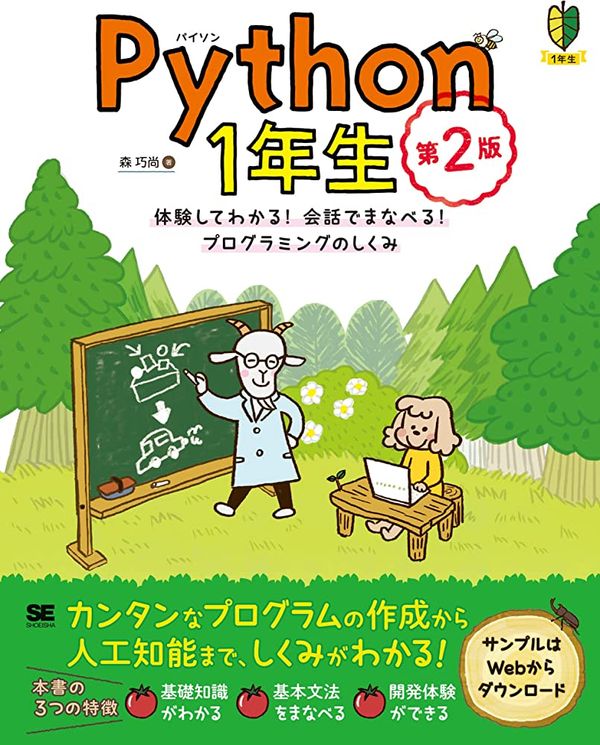 パイソン
Python
1年生
1年生
第2版
森 巧尚 著
体験してわかる! 会話でまなべる!
プログラミングのしくみ
SE
SHOEISHA
カンタンなプログラムの作成から
人工知能まで、しくみがわかる!
サンプルは
Webから
ダウンロード
本書の
3つの特徴
基礎知識
がわかる
基本文法
をまなべる
開発体験
ができる